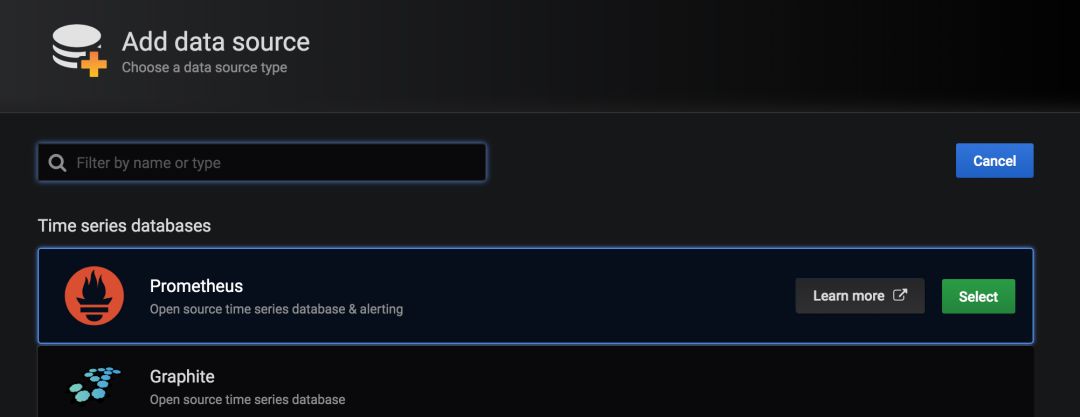 Add data source
Choose a data source type
Filter by name or type
Cancel
Time series databases
Prometheus
Open source time series database & alerting
Learn more
Select
Graphite
Open source time series database